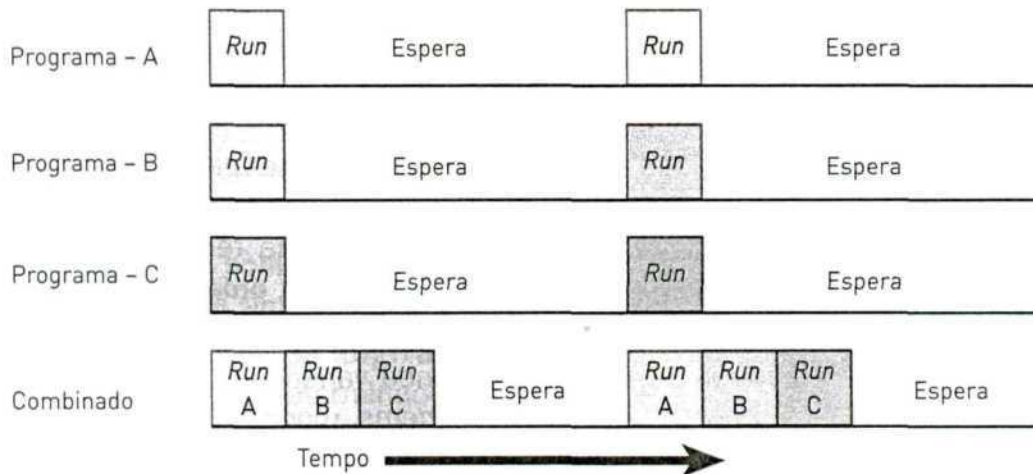 Programa – A Run Espera Run Espera
Programa – B Run Espera Run Espera
Programa – C Run Espera Run Espera
Combinado Run A Run B Run C Espera Run A Run B Run C Espera
Tempo